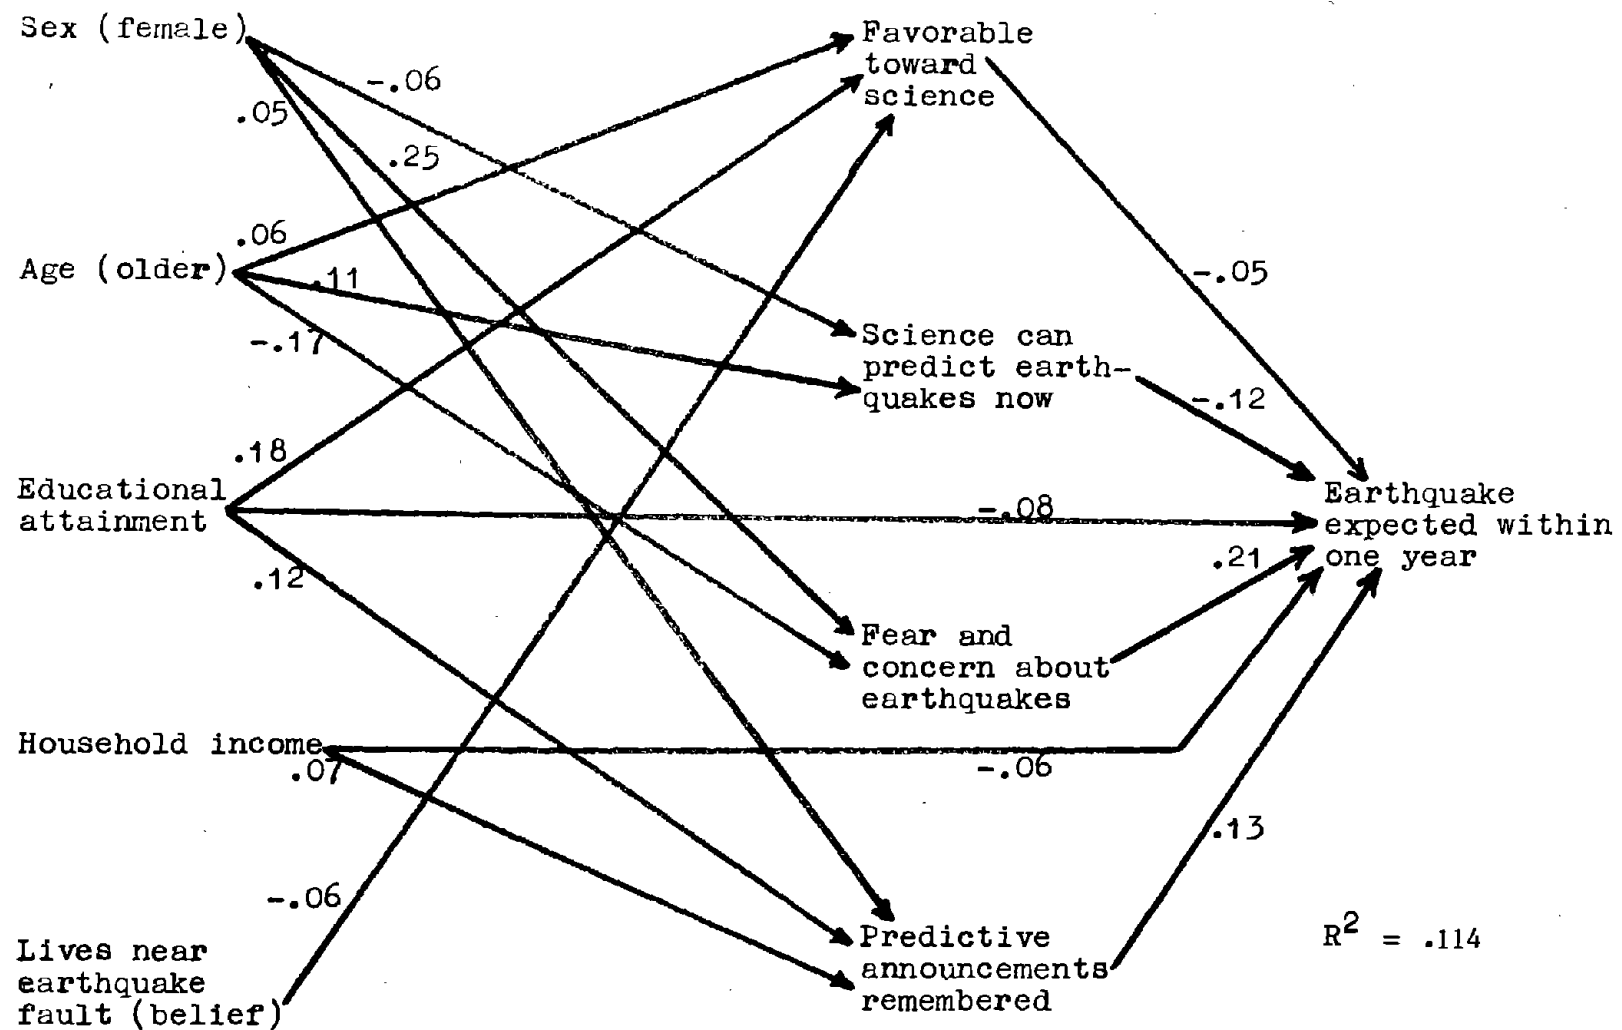 Sex (female)
-.06
.05
.25
Age (older)
.06
.11
-.17
Educational
attainment
.18
.12
-.08
Household income
.07
-.06
Lives near
earthquake
fault (belief)
-.06
Favorable
toward
science
-.05
Science can
predict earth-
quakes now
-.12
Fear and
concern about
earthquakes
.21
Predictive
announcements
remembered
.13
Earthquake
expected within
one year
R² = .114